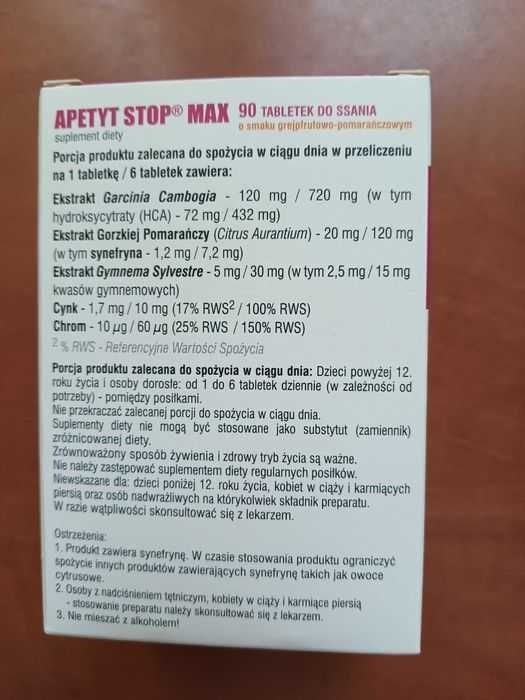 APETYT STOP® MAX 90 TABLETEK DO SSANIA
suplement diety o smaku grejpfrutowo-pomarańczowym
Porcja produktu zalecana do spożycia w ciągu dnia w przeliczeniu
na 1 tabletkę / 6 tabletek zawiera:
Ekstrakt Garcinia Cambogia - 120 mg / 720 mg (w tym
hydroksycytraty (HCA) - 72 mg / 432 mg)
Ekstrakt Gorzkiej Pomarańczy (Citrus Aurantium) - 20 mg / 120 mg
(w tym synefryna - 1,2 mg / 7,2 mg)
Ekstrakt Gymnema Sylvestre - 5 mg / 30 mg (w tym 2,5 mg / 15 mg
kwasów gymnemowych)
Cynk - 1,7 mg / 10 mg (17% RWS² / 100% RWS)
Chrom - 10 µg / 60 µg (25% RWS / 150% RWS)
² % RWS - Referencyjne Wartości Spożycia
Porcja produktu zalecana do spożycia w ciągu dnia: Dzieci powyżej 12.
roku życia i osoby dorosłe: od 1 do 6 tabletek dziennie (w zależności od
potrzeby) - pomiędzy posiłkami.
Nie przekraczać zalecanej porcji do spożycia w ciągu dnia.
Suplementy diety nie mogą być stosowane jako substytut (zamiennik)
zróżnicowanej diety.
Zrównoważony sposób żywienia i zdrowy tryb życia są ważne.
Nie należy zastępować suplementem diety regularnych posiłków.
Niewskazane dla: dzieci poniżej 12. roku życia, kobiet w ciąży i karmiących
piersią oraz osób nadwrażliwych na którykolwiek składnik preparatu.
W razie wątpliwości skonsultować się z lekarzem.
Ostrzeżenia:
1. Produkt zawiera synefrynę. W czasie stosowania produktu ograniczyć
spożycie innych produktów zawierających synefrynę takich jak owoce
cytrusowe.
2. Osoby z nadciśnieniem tętniczym, kobiety w ciąży i karmiące piersią
- stosowanie preparatu należy skonsultować się z lekarzem.
3. Nie mieszać z alkoholem!